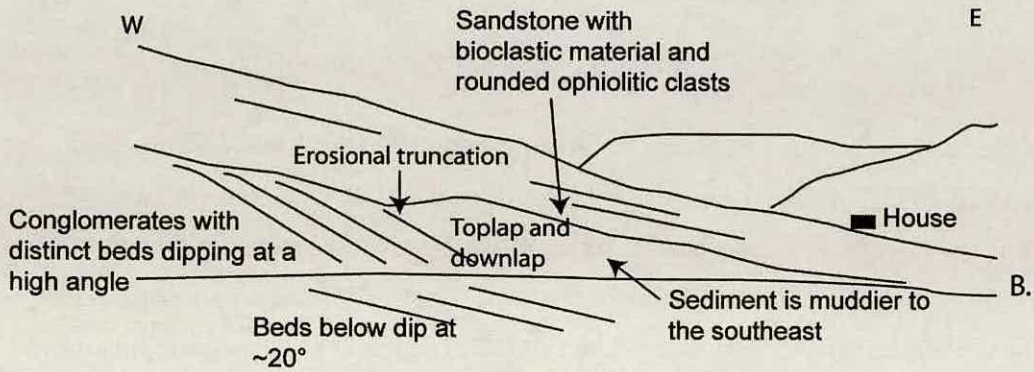 W
E
Sandstone with
bioclastic material and
rounded ophiolitic clasts
Erosional truncation
Conglomerates with
distinct beds dipping at a
high angle
Toplap and
downlap
House
B.
Sediment is muddier to
the southeast
Beds below dip at
~20°